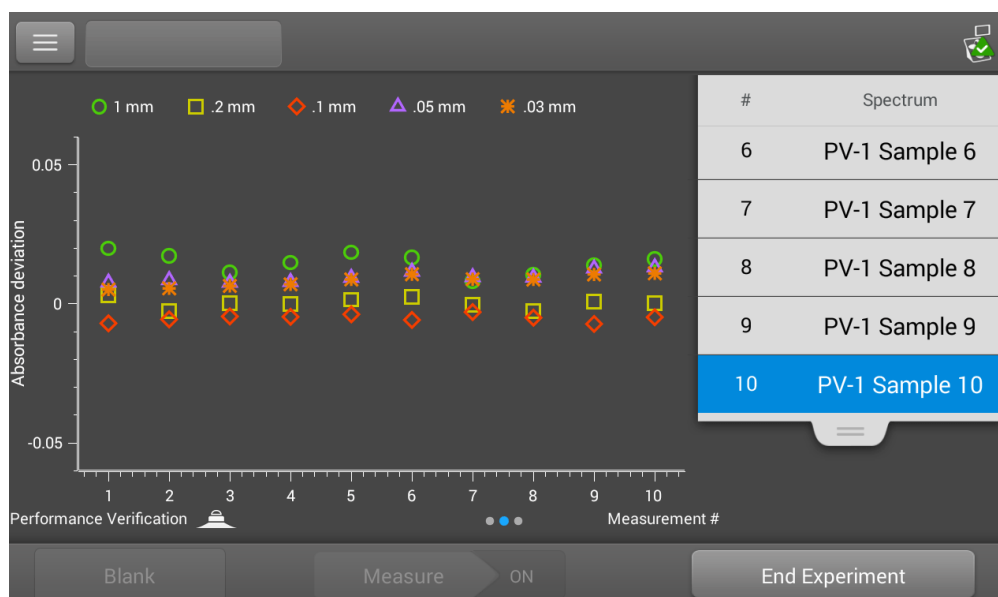 1 mm .2 mm .1 mm .05 mm .03 mm
0.05
0
-0.05
Absorbance deviation
1 2 3 4 5 6 7 8 9 10
Performance Verification Measurement #
# Spectrum
6 PV-1 Sample 6
7 PV-1 Sample 7
8 PV-1 Sample 8
9 PV-1 Sample 9
10 PV-1 Sample 10
Blank Measure ON End Experiment